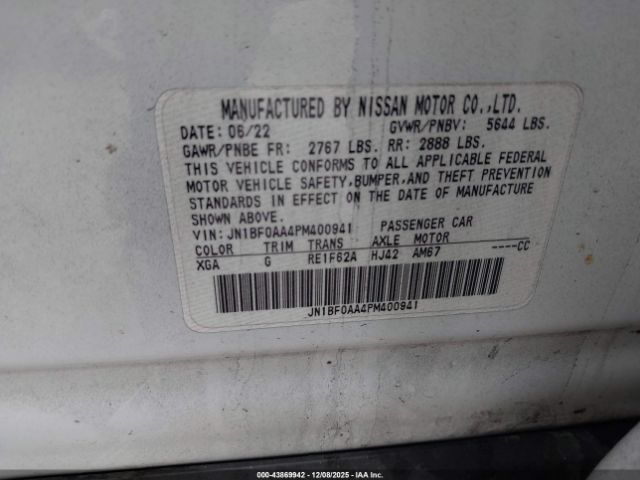 MANUFACTURED BY NISSAN MOTOR CO.,LTD.
DATE: 06/22 GVWR/PNBV: 5644 LBS.
GAWR/PNBE FR: 2767 LBS. RR: 2888 LBS.
THIS VEHICLE CONFORMS TO ALL APPLICABLE FEDERAL
MOTOR VEHICLE SAFETY,BUMPER,AND THEFT PREVENTION
STANDARDS IN EFFECT ON THE DATE OF MANUFACTURE
SHOWN ABOVE.
VIN: JN1BF0AA4PM400941 PASSENGER CAR
COLOR TRIM TRANS AXLE MOTOR ----CC
XGA G RE1F62A HJ42 AM67
JN1BF0AA4PM400941
00-43869942 - 12/08/2025 - IAA Inc.